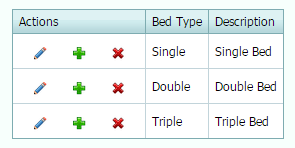 Actions Bed Type Description
Single Single Bed
Double Double Bed
Triple Triple Bed